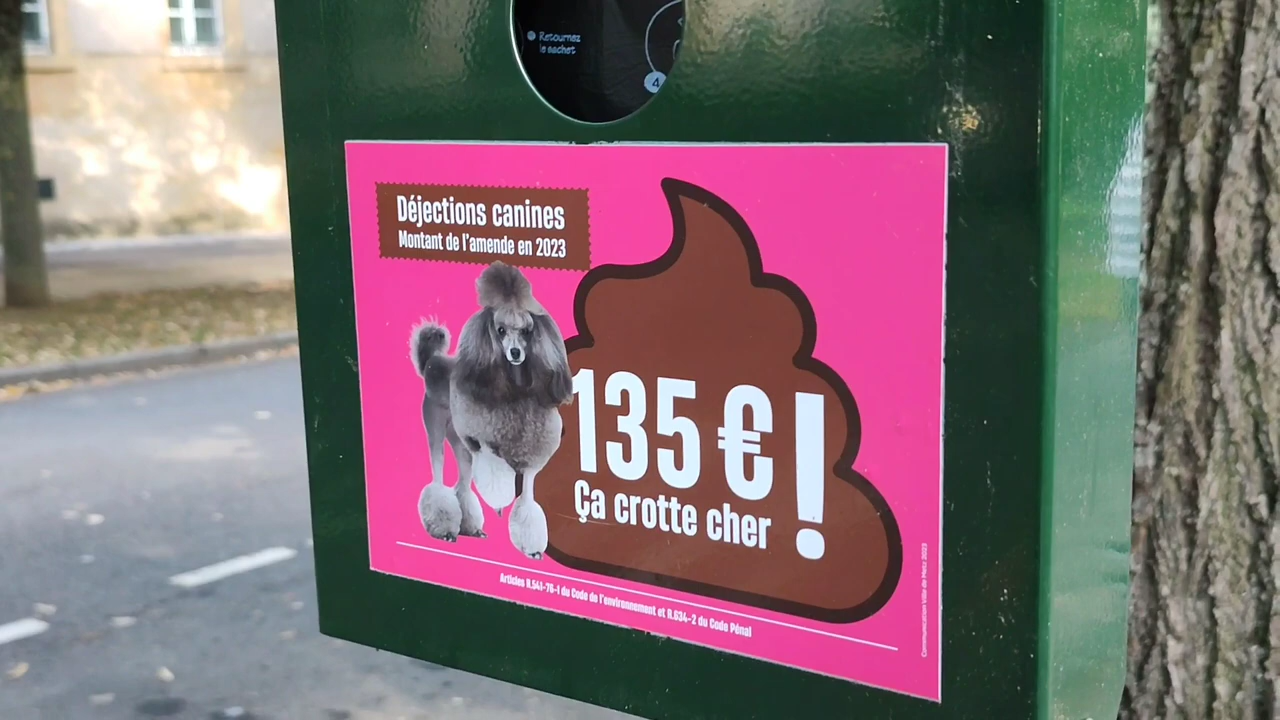 Retournez
le sachet
4
Déjections canines
Montant de l'amende en 2023
135 € !
Ça crotte cher
Articles R.541-76-1 du Code de l'environnement et R.634-2 du Code Pénal
Communication Ville de Metz 2023